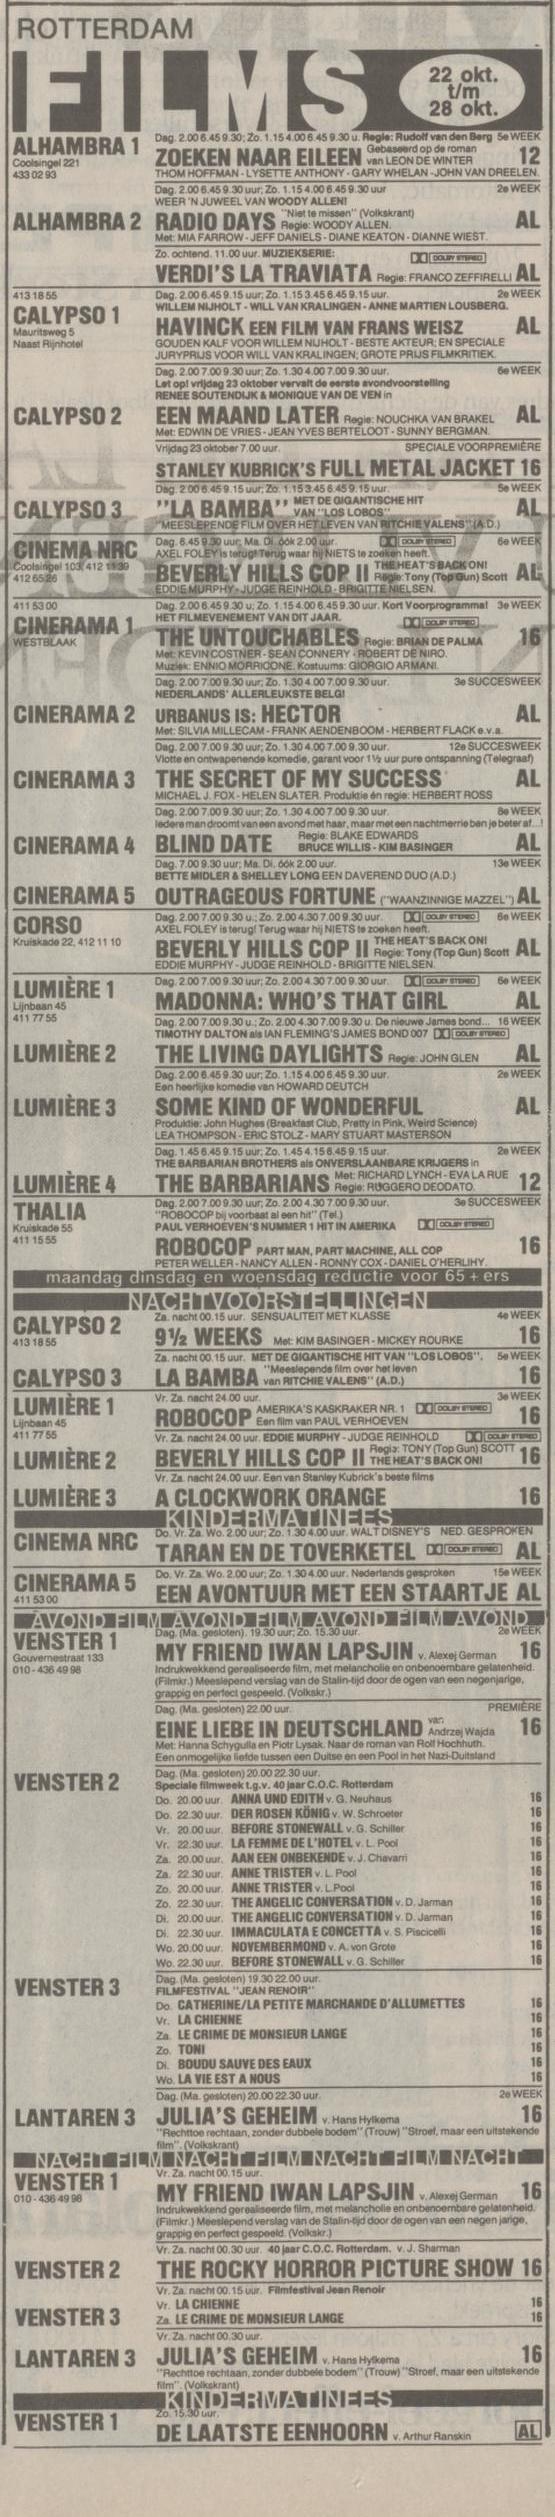 ROTTERDAM
FILMS
22 okt.
t/m
28 okt.
ALHAMBRA 1
Coolsingel 221
433 02 93
Dag. 2.00 6.45 9.30; Zo. 1.15 4.00 6.45 9.30 u. Regie: Rudolf van den Berg 5e WEEK
ZOEKEN NAAR EILEEN Gebaseerd op de roman van LEON DE WINTER 12
THOM HOFFMAN - LYSETTE ANTHONY - GARY WHELAN - JOHN VAN DREELEN.
Dag. 2.00 6.45 9.30 uur; Zo. 1.15 4.00 6.45 9.30 uur 2e WEEK
WEER 'N JUWEEL VAN WOODY ALLEN!
ALHAMBRA 2 RADIO DAYS "Niet te missen" (Volkskrant) Regie: WOODY ALLEN. AL
Met: MIA FARROW - JEFF DANIELS - DIANE KEATON - DIANNE WIEST.
Zo. ochtend. 11.00 uur. MUZIEKSERIE: DOLBY STEREO
VERDI'S LA TRAVIATA Regie: FRANCO ZEFFIRELLI AL
413 18 55
CALYPSO 1
Mauritsweg 5
Naast Rijnhotel
Dag. 2.00 6.45 9.15 uur; Zo. 1.15 3.45 6.45 9.15 uur. 2e WEEK
WILLEM NIJHOLT - WILL VAN KRALINGEN - ANNE MARTIEN LOUSBERG.
HAVINCK EEN FILM VAN FRANS WEISZ AL
GOUDEN KALF VOOR WILLEM NIJHOLT - BESTE AKTEUR; EN SPECIALE
JURYPRIJS VOOR WILL VAN KRALINGEN; GROTE PRIJS FILMKRITIEK.
Dag. 2.00 7.00 9.30 uur; Zo. 1.30 4.00 7.00 9.30 uur. 6e WEEK
Let op! vrijdag 23 oktober vervalt de eerste avondvoorstelling
RENEE SOUTENDIJK & MONIQUE VAN DE VEN in
CALYPSO 2 EEN MAAND LATER Regie: NOUCHKA VAN BRAKEL AL
Met: EDWIN DE VRIES - JEAN YVES BERTELOOT - SUNNY BERGMAN.
Vrijdag 23 oktober 7.00 uur. SPECIALE VOORPREMIÈRE
STANLEY KUBRICK'S FULL METAL JACKET 16
Dag. 2.00 6.45 9.15 uur; Zo. 1.15 3.45 6.45 9.15 uur. 5e WEEK
CALYPSO 3 "LA BAMBA" MET DE GIGANTISCHE HIT VAN "LOS LOBOS" AL
"MEESLEPENDE FILM OVER HET LEVEN VAN RITCHIE VALENS" (A.D.)
CINEMA NRC
Coolsingel 103, 412 11 39
412 65 26
Dag. 6.45 9.30 uur; Ma. Di. óók 2.00 uur. DOLBY STEREO 6e WEEK
AXEL FOLEY is terug! Terug waar hij NIETS te zoeken heeft.
BEVERLY HILLS COP II THE HEAT'S BACK ON! Regie: Tony (Top Gun) Scott AL
EDDIE MURPHY - JUDGE REINHOLD - BRIGITTE NIELSEN.
411 53 00
CINERAMA 1
WESTBLAAK
Dag. 2.00 6.45 9.30 u; Zo. 1.15 4.00 6.45 9.30 uur. Kort Voorprogramma! 3e WEEK
HET FILMEVENEMENT VAN DIT JAAR. DOLBY STEREO
THE UNTOUCHABLES Regie: BRIAN DE PALMA 16
Met: KEVIN COSTNER - SEAN CONNERY - ROBERT DE NIRO.
Muziek: ENNIO MORRICONE. Kostuums: GIORGIO ARMANI.
Dag. 2.00 7.00 9.30 uur; Zo. 1.30 4.00 7.00 9.30 uur. 3e SUCCESWEEK
NEDERLANDS' ALLERLEUKSTE BELG!
CINERAMA 2 URBANUS IS: HECTOR AL
Met: SILVIA MILLECAM - FRANK AENDENBOOM - HERBERT FLACK e.v.a.
Dag. 2.00 7.00 9.30 uur; Zo. 1.30 4.00 7.00 9.30 uur. 12e SUCCESWEEK
Vlotte en ontwapenende komedie, garant voor 1½ uur pure ontspanning (Telegraaf)
CINERAMA 3 THE SECRET OF MY SUCCESS AL
MICHAEL J. FOX - HELEN SLATER. Produktie én regie: HERBERT ROSS
Dag. 2.00 7.00 9.30 uur; Zo. 1.30 4.00 7.00 9.30 uur. 8e WEEK
Iedere man droomt van een avond met haar, maar met een nachtmerrie ben je beter af...!
CINERAMA 4 BLIND DATE Regie: BLAKE EDWARDS BRUCE WILLIS - KIM BASINGER AL
Dag. 7.00 9.30 uur; Ma. Di. óók 2.00 uur. 13e WEEK
BETTE MIDLER & SHELLEY LONG EEN DAVEREND DUO (A.D.)
CINERAMA 5 OUTRAGEOUS FORTUNE ("WAANZINNIGE MAZZEL") AL
CORSO
Kruiskade 22, 412 11 10
Dag. 2.00 7.00 9.30 u.; Zo. 2.00 4.30 7.00 9.30 uur. DOLBY STEREO 6e WEEK
AXEL FOLEY is terug! Terug waar hij NIETS te zoeken heeft.
BEVERLY HILLS COP II THE HEAT'S BACK ON! Regie: Tony (Top Gun) Scott AL
EDDIE MURPHY - JUDGE REINHOLD - BRIGITTE NIELSEN.
LUMIÈRE 1
Lijnbaan 45
411 77 55
Dag. 2.00 7.00 9.30 uur; Zo. 2.00 4.30 7.00 9.30 uur. DOLBY STEREO 6e WEEK
MADONNA: WHO'S THAT GIRL AL
Dag. 2.00 7.00 9.30 u.; Zo. 2.00 4.30 7.00 9.30 u. De nieuwe James bond... 16 WEEK
TIMOTHY DALTON als IAN FLEMING'S JAMES BOND 007 DOLBY STEREO
LUMIÈRE 2 THE LIVING DAYLIGHTS Regie: JOHN GLEN AL
Dag. 2.00 6.45 9.30 uur; Zo. 1.15 4.00 6.45 9.30 uur. 2e WEEK
Een heerlijke komedie van HOWARD DEUTCH
LUMIÈRE 3 SOME KIND OF WONDERFUL AL
Produktie: John Hughes (Breakfast Club, Pretty in Pink, Weird Science)
LEA THOMPSON - ERIC STOLZ - MARY STUART MASTERSON
Dag. 1.45 6.45 9.15 uur; Zo. 1.45 4.15 6.45 9.15 uur. 2e WEEK
THE BARBARIAN BROTHERS als ONVERSLAANBARE KRIJGERS in
LUMIÈRE 4 THE BARBARIANS Met: RICHARD LYNCH - EVA LA RUE Regie: RUGGERO DEODATO. 12
THALIA
Kruiskade 55
411 15 55
Dag. 2.00 7.00 9.30 uur; Zo. 2.00 4.30 7.00 9.30 uur. 3e SUCCESWEEK
"ROBOCOP bij voorbaat al een hit" (Tel.)
PAUL VERHOEVEN'S NUMMER 1 HIT IN AMERIKA DOLBY STEREO
ROBOCOP PART MAN, PART MACHINE, ALL COP 16
PETER WELLER - NANCY ALLEN - RONNY COX - DANIEL O'HERLIHY.
maandag dinsdag en woensdag reductie voor 65 + ers
NACHTVOORSTELLINGEN
CALYPSO 2
413 18 55
Za. nacht 00.15 uur. SENSUALITEIT MET KLASSE 4e WEEK
9½ WEEKS Met: KIM BASINGER - MICKEY ROURKE 16
Za. nacht 00.15 uur. MET DE GIGANTISCHE HIT VAN "LOS LOBOS". 5e WEEK
CALYPSO 3 LA BAMBA "Meeslepende film over het leven van RITCHIE VALENS" (A.D.) 16
LUMIÈRE 1
Lijnbaan 45
411 77 55
Vr. Za. nacht 24.00 uur. 3e WEEK
ROBOCOP AMERIKA'S KASKRAKER NR. 1 DOLBY STEREO Een film van PAUL VERHOEVEN 16
Vr. Za. nacht 24.00 uur. EDDIE MURPHY - JUDGE REINHOLD DOLBY STEREO
LUMIÈRE 2 BEVERLY HILLS COP II Regie: TONY (Top Gun) SCOTT THE HEAT'S BACK ON! 16
Vr. Za. nacht 24.00 uur. Een van Stanley Kubrick's beste films
LUMIÈRE 3 A CLOCKWORK ORANGE 16
KINDERMATINEES
Do. Vr. Za. Wo. 2.00 uur; Zo. 1.30 4.00 uur. WALT DISNEY'S NED. GESPROKEN
CINEMA NRC TARAN EN DE TOVERKETEL DOLBY STEREO AL
Do. Vr. Za. Wo. 2.00 uur; Zo. 1.30 4.00 uur. Nederlands gesproken 15e WEEK
CINERAMA 5 EEN AVONTUUR MET EEN STAARTJE AL
411 53 00
AVOND FILM AVOND FILM AVOND FILM AVOND
VENSTER 1
Gouvernestraat 133
010 - 436 49 98
Dag. (Ma. gesloten). 19.30 uur; Zo. 15.30 uur. 2e WEEK
MY FRIEND IWAN LAPSJIN v. Alexej German 16
Indrukwekkend gerealiseerde film, met melancholie en onbenoembare gelatenheid.
(Filmkr.) Meeslepend verslag van de Stalin-tijd door de ogen van een negenjarige,
grappig en perfect gespeeld. (Volkskr.)
Dag. (Ma. gesloten) 22.00 uur. PREMIÈRE
EINE LIEBE IN DEUTSCHLAND van Andrzej Wajda 16
Met: Hanna Schygulla en Piotr Lysak. Naar de roman van Rolf Hochhuth.
Een onmogelijke liefde tussen een Duitse en een Pool in het Nazi-Duitsland
VENSTER 2
Dag. (Ma. gesloten) 20.00 22.30 uur.
Speciale filmweek t.g.v. 40 jaar C.O.C. Rotterdam
Do. 20.00 uur. ANNA UND EDITH v. G. Neuhaus 16
Do. 22.30 uur. DER ROSEN KÖNIG v. W. Schroeter 16
Vr. 20.00 uur. BEFORE STONEWALL v. G. Schiller 16
Vr. 22.30 uur. LA FEMME DE L'HOTEL v. L. Pool 16
Za. 20.00 uur. AAN EEN ONBEKENDE v. J. Chavarri 16
Za. 22.30 uur. ANNE TRISTER v. L. Pool 16
Zo. 20.00 uur. ANNE TRISTER v. L. Pool 16
Zo. 22.30 uur. THE ANGELIC CONVERSATION v. D. Jarman 16
Di. 20.00 uur. THE ANGELIC CONVERSATION v. D. Jarman 16
Di. 22.30 uur. IMMACULATA E CONCETTA v. S. Piscicelli 16
Wo. 20.00 uur. NOVEMBERMOND v. A. von Grote 16
Wo. 22.30 uur. BEFORE STONEWALL v. G. Schiller 16
VENSTER 3
Dag. (Ma. gesloten) 19.30 22.00 uur.
FILMFESTIVAL "JEAN RENOIR"
Do. CATHERINE/LA PETITE MARCHANDE D'ALLUMETTES 16
Vr. LA CHIENNE 16
Za. LE CRIME DE MONSIEUR LANGE 16
Zo. TONI 16
Di. BOUDU SAUVE DES EAUX 16
Wo. LA VIE EST A NOUS 16
Dag. (Ma. gesloten) 20.00 22.30 uur. 2e WEEK
LANTAREN 3 JULIA'S GEHEIM v. Hans Hylkema 16
"Rechttoe rechtaan, zonder dubbele bodem" (Trouw) "Stroef, maar een uitstekende
film". (Volkskrant)
NACHT FILM NACHT FILM NACHT FILM NACHT
VENSTER 1
010 - 436 49 98
Vr. Za. nacht 00.15 uur.
MY FRIEND IWAN LAPSJIN v. Alexej German 16
Indrukwekkend gerealiseerde film, met melancholie en onbenoembare gelatenheid.
(Filmkr.) Meeslepend verslag van de Stalin-tijd door de ogen van een negen jarige,
grappig en perfect gespeeld. (Volkskr.)
Vr. Za. nacht 00.30 uur. 40 jaar C.O.C. Rotterdam. v. J. Sharman
VENSTER 2 THE ROCKY HORROR PICTURE SHOW 16
Vr. Za. nacht 00.15 uur. Filmfestival Jean Renoir
VENSTER 3 Vr. LA CHIENNE 16
Za. LE CRIME DE MONSIEUR LANGE 16
Vr. Za. nacht 00.30 uur.
LANTAREN 3 JULIA'S GEHEIM v. Hans Hylkema 16
"Rechttoe rechtaan, zonder dubbele bodem" (Trouw) "Stroef, maar een uitstekende
film". (Volkskrant)
KINDERMATINEES
Zo. 15.30 uur.
VENSTER 1 DE LAATSTE EENHOORN v. Arthur Ranskin AL